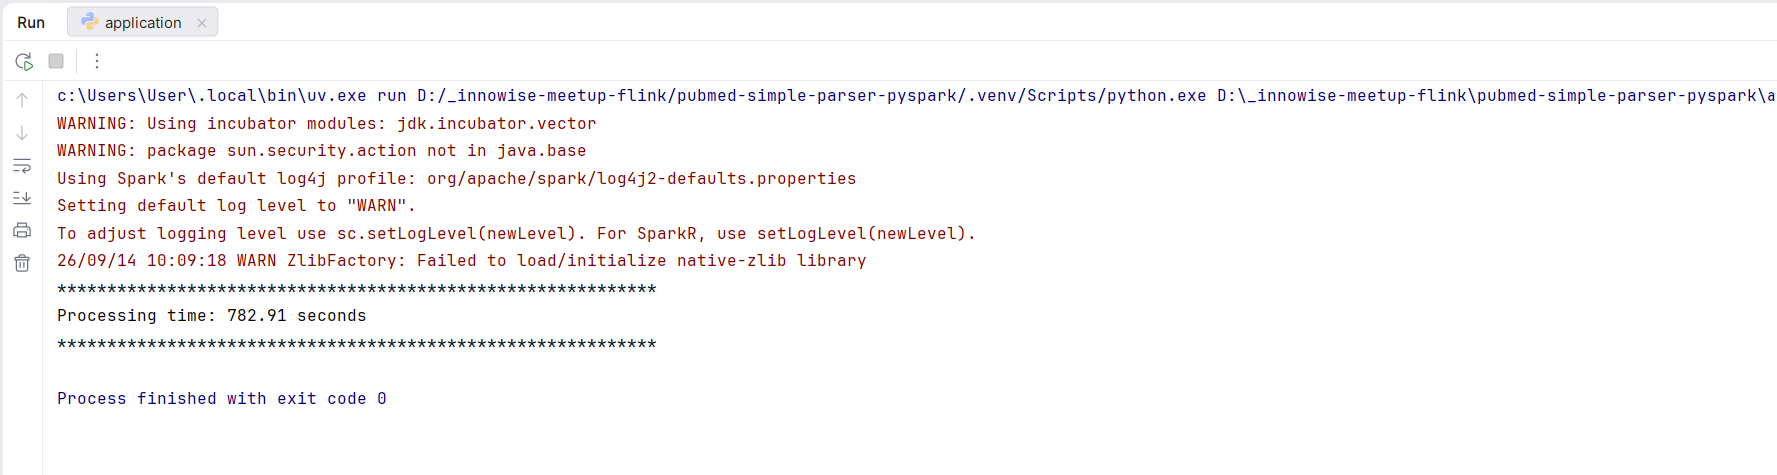 Run application
c:\Users\User\.local\bin\uv.exe run D:/_innowise-meetup-flink/pubmed-simple-parser-pyspark/.venv/Scripts/python.exe D:\_innowise-meetup-flink\pubmed-simple-parser-pyspark\a
WARNING: Using incubator modules: jdk.incubator.vector
WARNING: package sun.security.action not in java.base
Using Spark's default log4j profile: org/apache/spark/log4j2-defaults.properties
Setting default log level to "WARN".
To adjust logging level use sc.setLogLevel(newLevel). For SparkR, use setLogLevel(newLevel).
26/09/14 10:09:18 WARN ZlibFactory: Failed to load/initialize native-zlib library
************************************************************
Processing time: 782.91 seconds
************************************************************
Process finished with exit code 0